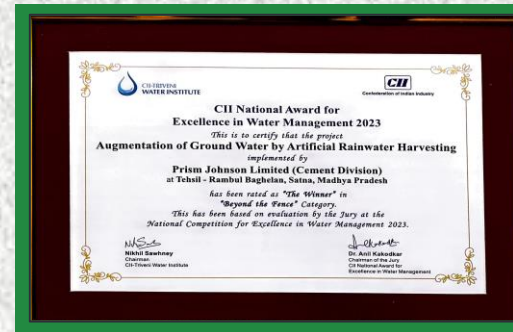 CII-TRIVENI
WATER INSTITUTE
CII
Confederation of Indian Industry
CII National Award for
Excellence in Water Management 2023
This is to certify that the project
Augmentation of Ground Water by Artificial Rainwater Harvesting
implemented by
Prism Johnson Limited (Cement Division)
at Tehsil - Rambul Baghelan, Satna, Madhya Pradesh
has been rated as "The Winner" in
"Beyond the Fence" Category.
This has been based on evaluation by the Jury at the
National Competition for Excellence in Water Management 2023.
Nikhil Sawhney
Chairman
CII-Triveni Water Institute
Dr. Anil Kakodkar
Chairman of the Jury
CII National Award for
Excellence in Water Management